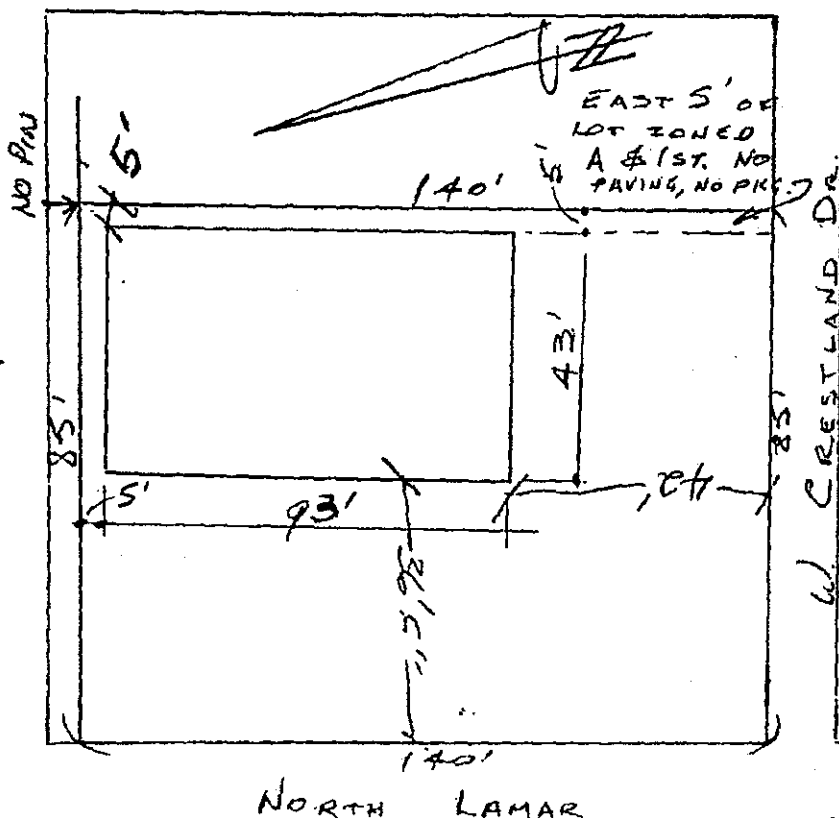 EAST 5' OF
LOT ZONED
A & 1ST. NO
PAVING, NO PKG.
NO PIN
5'
140'
5'
W. CRESTLAND DR.
43'
85'
85'
42'
5'
93'
140'
NORTH LAMAR